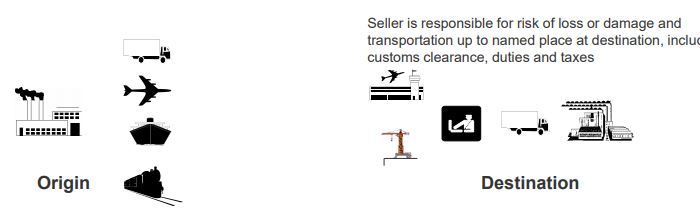 Seller is responsible for risk of loss or damage and
transportation up to named place at destination,
customs clearance, duties and taxes
Origin
Destination